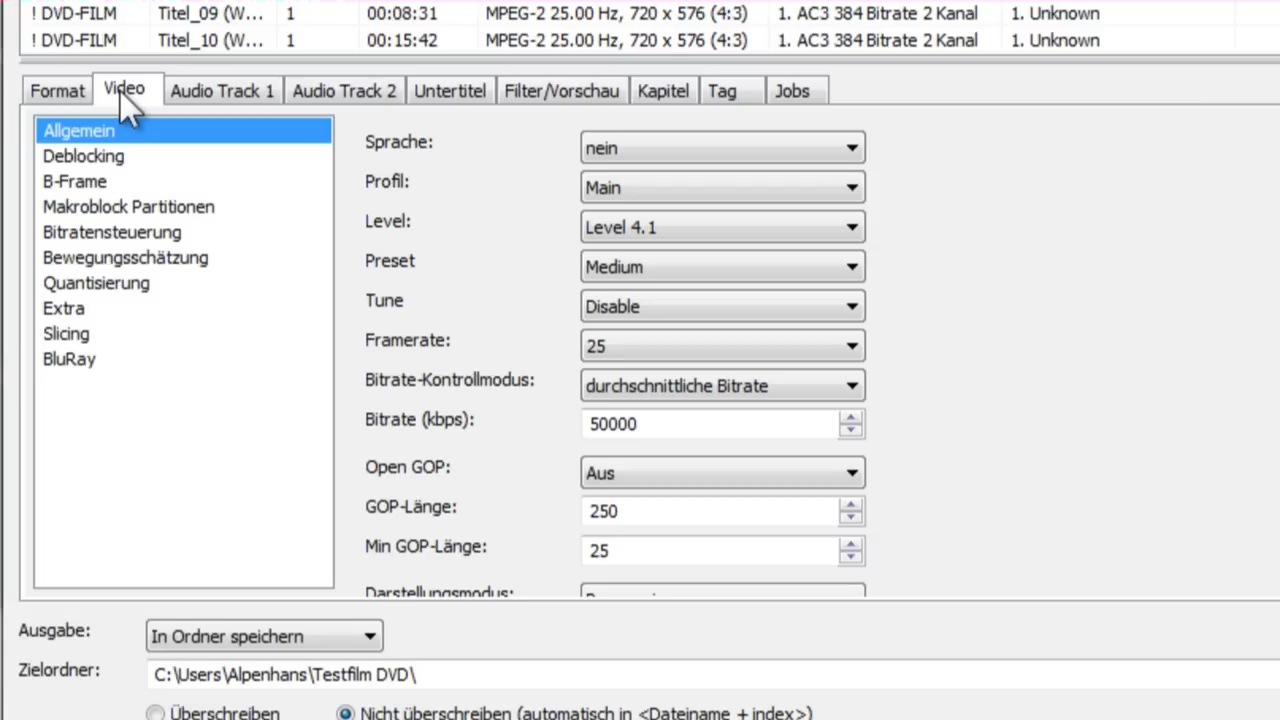 ! DVD-FILM Titel_09 (W... 1 00:08:31 MPEG-2 25.00 Hz, 720 x 576 (4:3) 1. AC3 384 Bitrate 2 Kanal 1. Unknown
! DVD-FILM Titel_10 (W... 1 00:15:42 MPEG-2 25.00 Hz, 720 x 576 (4:3) 1. AC3 384 Bitrate 2 Kanal 1. Unknown
Format Video Audio Track 1 Audio Track 2 Untertitel Filter/Vorschau Kapitel Tag Jobs
Allgemein
Deblocking
B-Frame
Makroblock Partitionen
Bitratensteuerung
Bewegungsschätzung
Quantisierung
Extra
Slicing
BluRay
Sprache: nein
Profil: Main
Level: Level 4.1
Preset Medium
Tune Disable
Framerate: 25
Bitrate-Kontrollmodus: durchschnittliche Bitrate
Bitrate (kbps): 50000
Open GOP: Aus
GOP-Länge: 250
Min GOP-Länge: 25
Darstellungsmodus:
Ausgabe: In Ordner speichern
Zielordner: C:\Users\Alpenhans\Testfilm DVD\
Überschreiben Nicht überschreiben (automatisch in <Dateiname + index>)